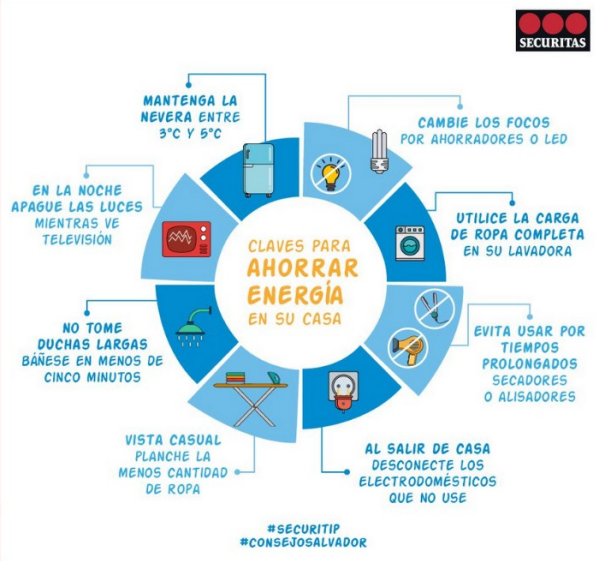 SECURITAS
MANTENGA LA
NEVERA ENTRE
3°C Y 5°C
CAMBIE LOS FOCOS
POR AHORRADORES O LED
EN LA NOCHE
APAGUE LAS LUCES
MIENTRAS VE
TELEVISIÓN
UTILICE LA CARGA
DE ROPA COMPLETA
EN SU LAVADORA
CLAVES PARA
AHORRAR
ENERGÍA
EN SU CASA
NO TOME
DUCHAS LARGAS
BÁÑESE EN MENOS DE
CINCO MINUTOS
EVITA USAR POR
TIEMPOS
PROLONGADOS
SECADORES
O ALISADORES
VISTA CASUAL
PLANCHE LA
MENOS CANTIDAD
DE ROPA
AL SALIR DE CASA
DESCONECTE LOS
ELECTRODOMÉSTICOS
QUE NO USE
#SECURITIP
#CONSEJOSALVADOR